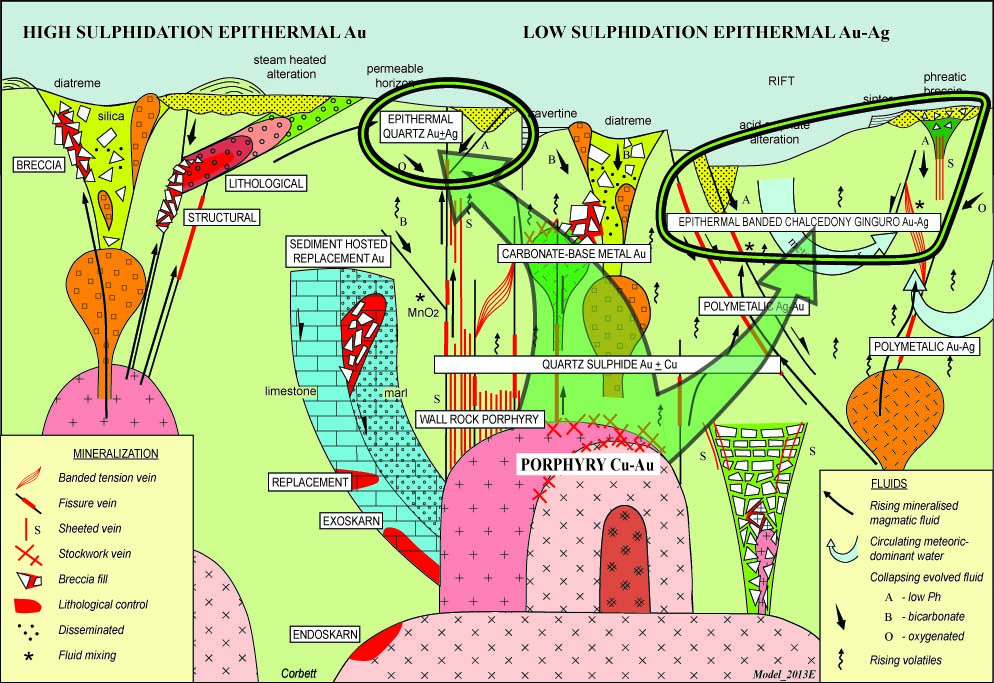 HIGH SULPHIDATION EPITHERMAL Au
LOW SULPHIDATION EPITHERMAL Au-Ag
diatreme
steam heated
alteration
permeable
horizon
RIFT
phreatic
breccia
silica
EPITHERMAL
QUARTZ Au±Ag
travertine
diatreme
sinter
acid-sulphate
alteration
BRECCIA
LITHOLOGICAL
STRUCTURAL
A
O
B
B
A
A
S
O
EPITHERMAL BANDED CHALCEDONY GINGURO Au-Ag
B
S
*
*
SEDIMENT HOSTED
REPLACEMENT Au
CARBONATE-BASE METAL Au
*
MnO2
POLYMETALIC Ag-Au
POLYMETALIC Au-Ag
QUARTZ SULPHIDE Au ± Cu
limestone
marl
S
WALL ROCK PORPHYRY
PORPHYRY Cu-Au
S
S
REPLACEMENT
EXOSKARN
ENDOSKARN
Corbett
Model_2013E
MINERALIZATION
Banded tension vein
Fissure vein
S
Sheeted vein
Stockwork vein
Breccia fill
Lithological control
Disseminated
* Fluid mixing
FLUIDS
Rising mineralised
magmatic fluid
Circulating meteoric-
dominant water
Collapsing evolved fluid
A - low Ph
B - bicarbonate
O - oxygenated
Rising volatiles